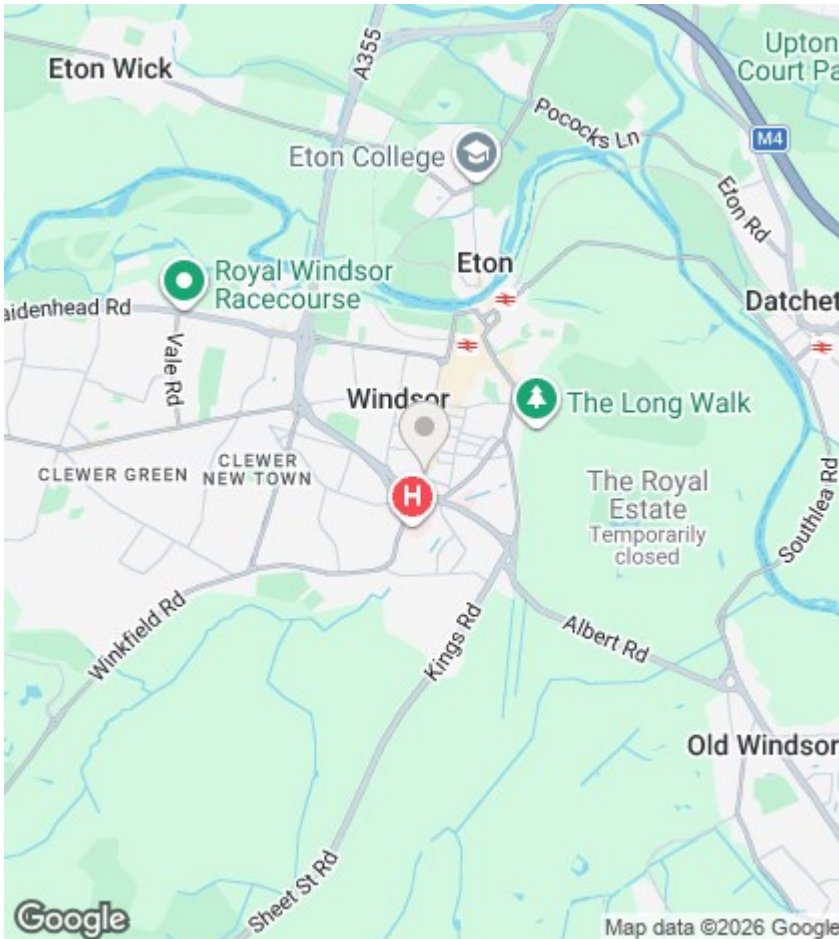 Upton
Court Pa
Eton Wick
A355
Pococks Ln
M4
Eton College
Eton Rd
Eton
Royal Windsor
Racecourse
Datchet
aidenhead Rd
Vale Rd
Windsor
The Long Walk
CLEWER GREEN
CLEWER
NEW TOWN
H
The Royal
Estate
Temporarily
closed
Southlea Rd
Winkfield Rd
Kings Rd
Albert Rd
Old Windsor
Sheet St Rd
Google
Map data ©2026 Google